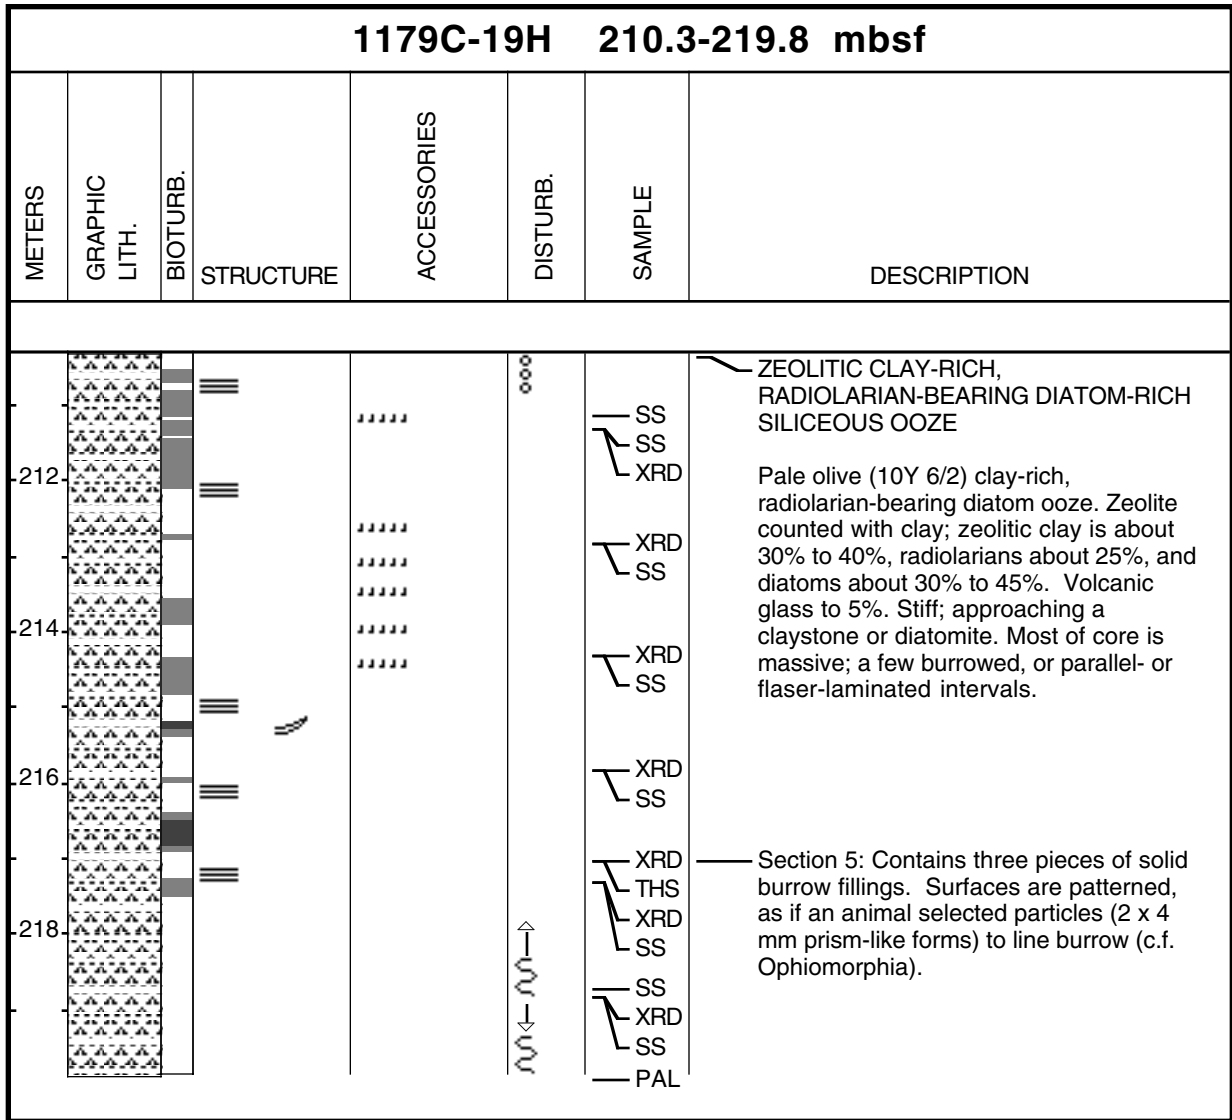 1179C-19H 210.3-219.8 mbsf
METERS
GRAPHIC
LITH.
BIOTURB.
STRUCTURE
ACCESSORIES
DISTURB.
SAMPLE
DESCRIPTION
212
214
216
218
SS
SS
XRD
XRD
SS
XRD
SS
XRD
SS
XRD
THS
XRD
SS
SS
XRD
SS
PAL
ZEOLITIC CLAY-RICH,
RADIOLARIAN-BEARING DIATOM-RICH
SILICEOUS OOZE
Pale olive (10Y 6/2) clay-rich,
radiolarian-bearing diatom ooze. Zeolite
counted with clay; zeolitic clay is about
30% to 40%, radiolarians about 25%, and
diatoms about 30% to 45%. Volcanic
glass to 5%. Stiff; approaching a
claystone or diatomite. Most of core is
massive; a few burrowed, or parallel- or
flaser-laminated intervals.
Section 5: Contains three pieces of solid
burrow fillings. Surfaces are patterned,
as if an animal selected particles (2 x 4
mm prism-like forms) to line burrow (c.f.
Ophiomorphia).